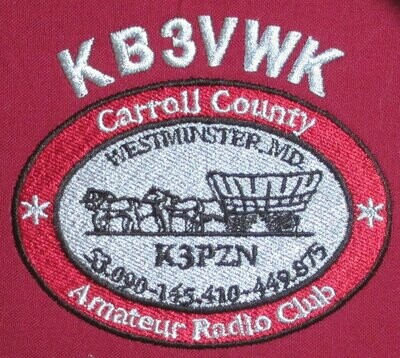 KB3VWK
Carroll County
WESTMINSTER, MD.
K3PZN
53.090-145.410-449.875
Amateur Radio Club